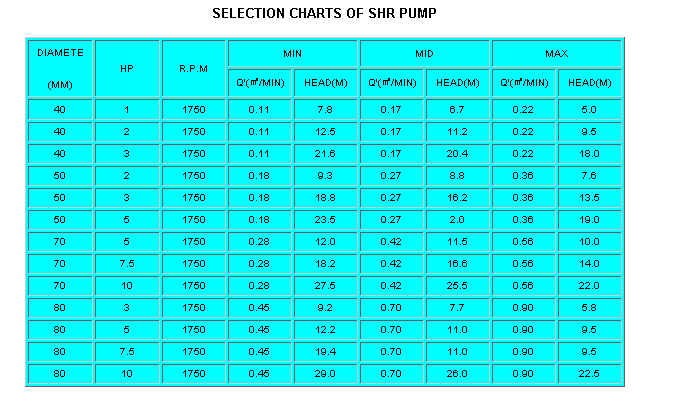 SELECTION CHARTS OF SHR PUMP
DIAMETE (MM) HP R.P.M MIN MID MAX
Q'(㎥/MIN) HEAD(M) Q'(㎥/MIN) HEAD(M) Q'(㎥/MIN) HEAD(M)
40 1 1750 0.11 7.8 0.17 6.7 0.22 5.0
40 2 1750 0.11 12.5 0.17 11.2 0.22 9.5
40 3 1750 0.11 21.6 0.17 20.4 0.22 18.0
50 2 1750 0.18 9.3 0.27 8.8 0.36 7.6
50 3 1750 0.18 18.8 0.27 16.2 0.36 13.5
50 5 1750 0.18 23.5 0.27 2.0 0.36 19.0
70 5 1750 0.28 12.0 0.42 11.5 0.56 10.0
70 7.5 1750 0.28 18.2 0.42 16.6 0.56 14.0
70 10 1750 0.28 27.5 0.42 25.5 0.56 22.0
80 3 1750 0.45 9.2 0.70 7.7 0.90 5.8
80 5 1750 0.45 12.2 0.70 11.0 0.90 9.5
80 7.5 1750 0.45 19.4 0.70 11.0 0.90 9.5
80 10 1750 0.45 29.0 0.70 26.0 0.90 22.5